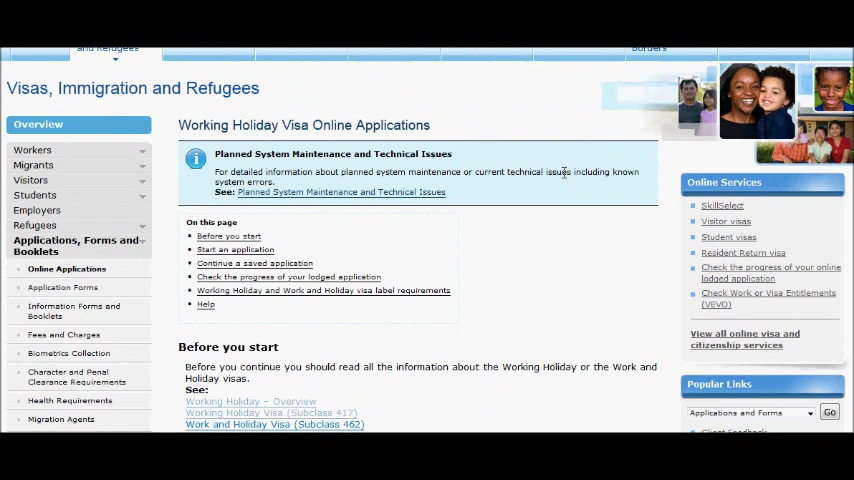 and Refugees
Borders
Visas, Immigration and Refugees
Overview
Workers
Migrants
Visitors
Students
Employers
Refugees
Applications, Forms and
Booklets
Online Applications
Application Forms
Information Forms and
Booklets
Fees and Charges
Biometrics Collection
Character and Penal
Clearance Requirements
Health Requirements
Migration Agents
Working Holiday Visa Online Applications
Planned System Maintenance and Technical Issues
For detailed information about planned system maintenance or current technical issues including known
system errors.
See: Planned System Maintenance and Technical Issues
On this page
Before you start
Start an application
Continue a saved application
Check the progress of your lodged application
Working Holiday and Work and Holiday visa label requirements
Help
Before you start
Before you continue you should read all the information about the Working Holiday or the Work and
Holiday visas.
See:
Working Holiday – Overview
Working Holiday Visa (Subclass 417)
Work and Holiday Visa (Subclass 462)
Online Services
SkillSelect
Visitor visas
Student visas
Resident Return visa
Check the progress of your online
lodged application
Check Work or Visa Entitlements
(VEVO)
View all online visa and
citizenship services
Popular Links
Applications and Forms
Go
Client Feedback